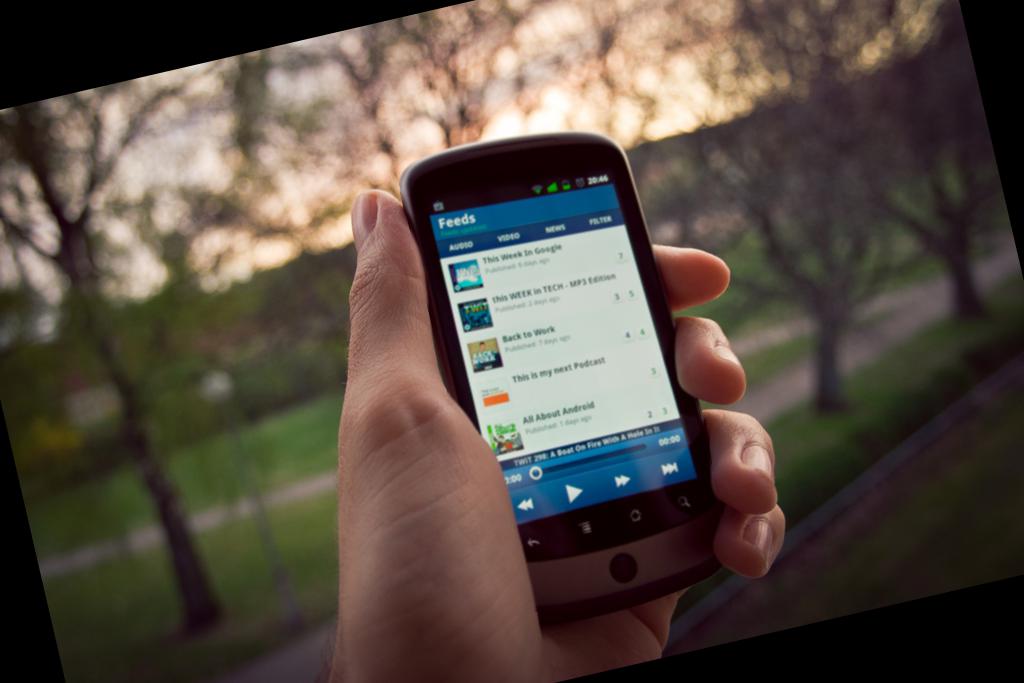 20:46
Feeds
Feeds updated
AUDIO VIDEO NEWS FILTER
This Week In Google
Published: 6 days ago
7
this WEEK in TECH - MP3 Edition
Published: 2 days ago
3 5
Back to Work
Published: 7 days ago
4 4
This is my next Podcast
3
All About Android
Published: 1 days ago
2 3
TWiT 298: A Boat On Fire With A Hole In It
0:00 00:00